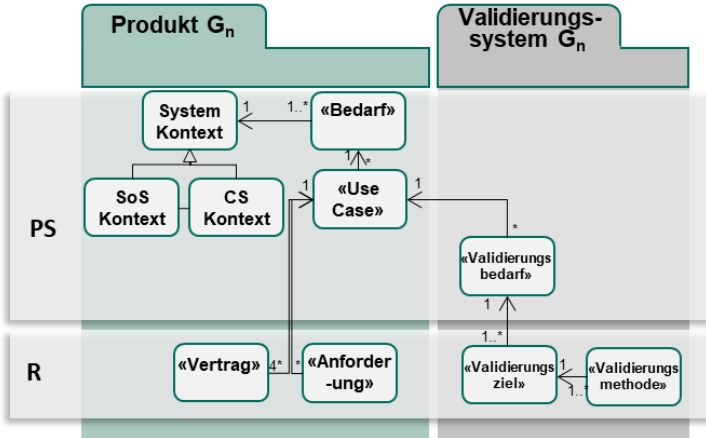 Produkt Gn
Validierungs-
system Gn
PS
System
Kontext
1
1..*
«Bedarf»
1
*
SoS
Kontext
CS
Kontext
1
«Use
Case»
1
*
«Validierungs
bedarf»
1
1..*
R
«Vertrag»
4*
*
«Anforder
-ung»
«Validierungs
ziel»
1
1..*
«Validierungs
methode»